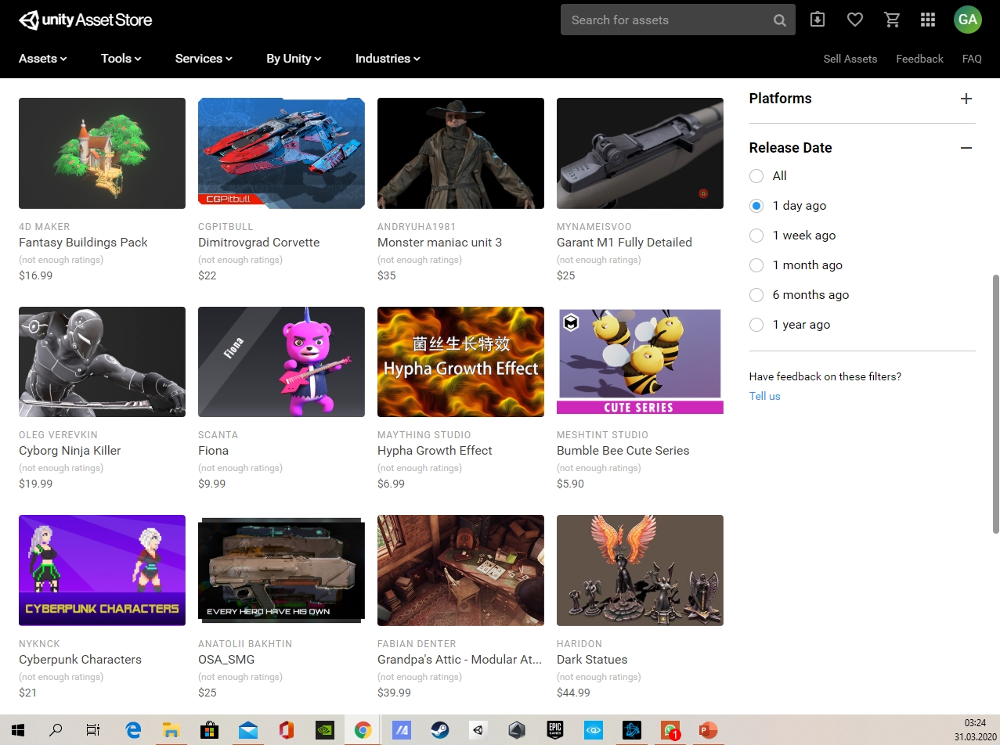 unity Asset Store
Search for assets
GA
Assets
Tools
Services
By Unity
Industries
Sell Assets
Feedback
FAQ
CGPitbull
4D MAKER
Fantasy Buildings Pack
(not enough ratings)
$16.99
CGPITBULL
Dimitrovgrad Corvette
(not enough ratings)
$22
ANDRYUHA1981
Monster maniac unit 3
(not enough ratings)
$35
MYNAMEISVOO
Garant M1 Fully Detailed
(not enough ratings)
$25
Fiona
菌丝生长特效
Hypha Growth Effect
CUTE SERIES
OLEG VEREVKIN
Cyborg Ninja Killer
(not enough ratings)
$19.99
SCANTA
Fiona
(not enough ratings)
$9.99
MAYTHING STUDIO
Hypha Growth Effect
(not enough ratings)
$6.99
MESHTINT STUDIO
Bumble Bee Cute Series
(not enough ratings)
$5.90
CYBERPUNK CHARACTERS
EVERY HERO HAVE HIS OWN
NYKNCK
Cyberpunk Characters
(not enough ratings)
$21
ANATOLII BAKHTIN
OSA_SMG
(not enough ratings)
$25
FABIAN DENTER
Grandpa's Attic - Modular At...
(not enough ratings)
$39.99
HARIDON
Dark Statues
(not enough ratings)
$44.99
Platforms
Release Date
All
1 day ago
1 week ago
1 month ago
6 months ago
1 year ago
Have feedback on these filters?
Tell us
EPIC
GAMES
1
P
03:24
31.03.2020